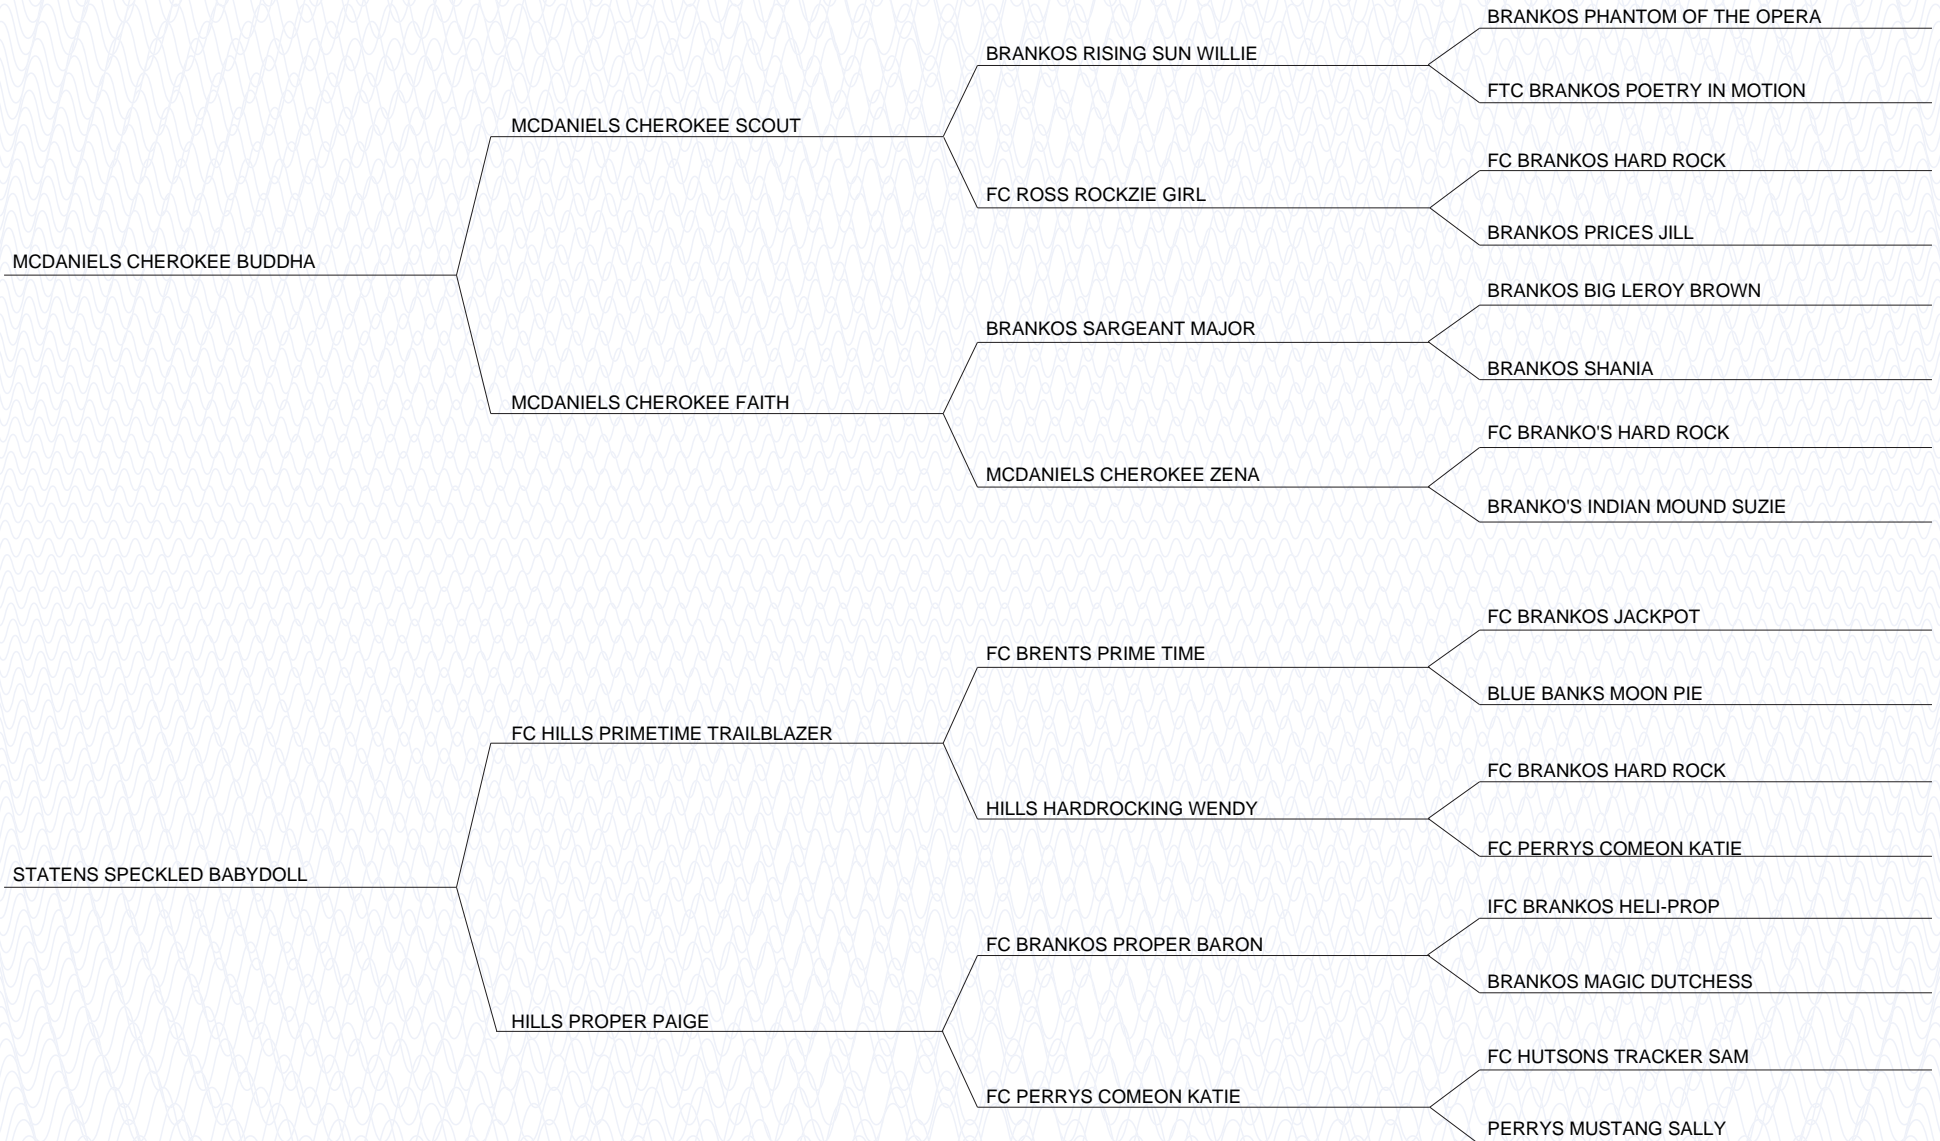 BRANKOS PHANTOM OF THE OPERA
BRANKOS RISING SUN WILLIE
FTC BRANKOS POETRY IN MOTION
MCDANIELS CHEROKEE SCOUT
FC BRANKOS HARD ROCK
FC ROSS ROCKZIE GIRL
BRANKOS PRICES JILL
MCDANIELS CHEROKEE BUDDHA
BRANKOS BIG LEROY BROWN
BRANKOS SARGEANT MAJOR
BRANKOS SHANIA
MCDANIELS CHEROKEE FAITH
FC BRANKO'S HARD ROCK
MCDANIELS CHEROKEE ZENA
BRANKO'S INDIAN MOUND SUZIE
FC BRANKOS JACKPOT
FC BRENTS PRIME TIME
BLUE BANKS MOON PIE
FC HILLS PRIMETIME TRAILBLAZER
FC BRANKOS HARD ROCK
HILLS HARDROCKING WENDY
FC PERRYS COMEON KATIE
STATENS SPECKLED BABYDOLL
IFC BRANKOS HELI-PROP
FC BRANKOS PROPER BARON
BRANKOS MAGIC DUTCHESS
HILLS PROPER PAIGE
FC HUTSONS TRACKER SAM
FC PERRYS COMEON KATIE
PERRYS MUSTANG SALLY